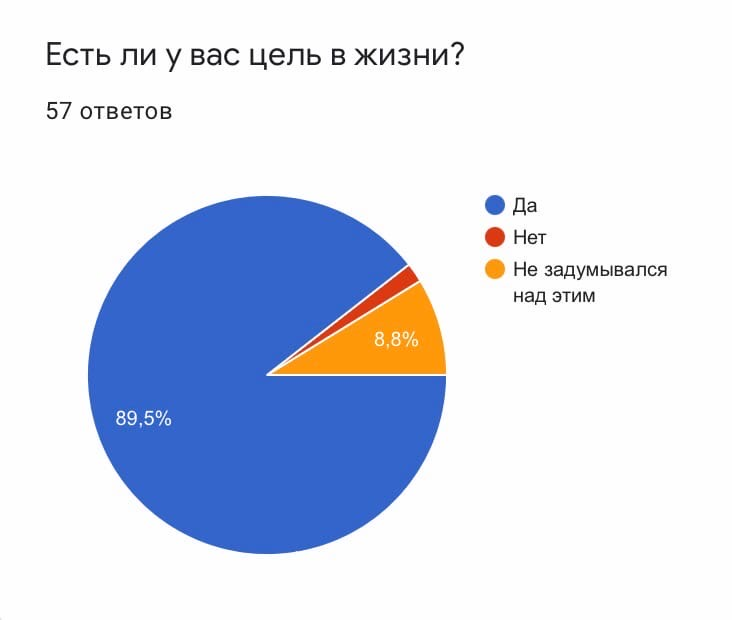 Есть ли у вас цель в жизни?
57 ответов
Да
Нет
Не задумывался
над этим
8,8%
89,5%